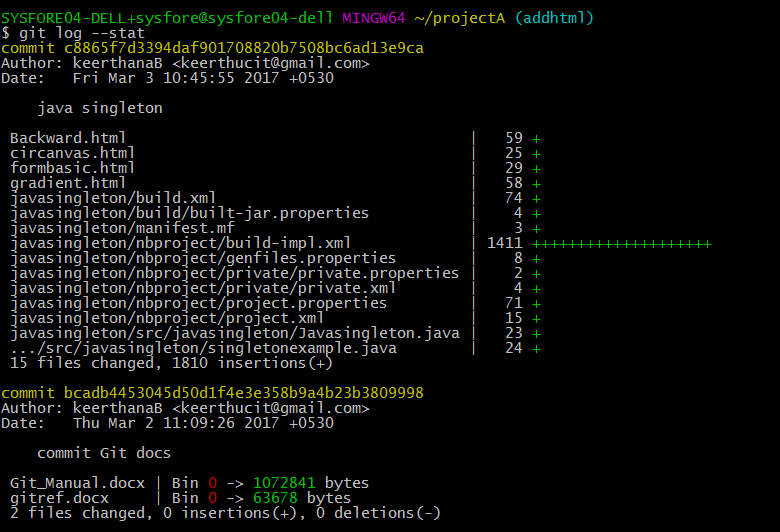 SYSFORE04-DELL+sysfore@sysfore04-dell MINGW64 ~/projectA (addhtml)
$ git log --stat
commit c8865f7d3394daf901708820b7508bc6ad13e9ca
Author: keerthanaB <keerthucit@gmail.com>
Date:   Fri Mar 3 10:45:55 2017 +0530
    java singleton
 Backward.html                                      |   59 +
 circanvas.html                                     |   25 +
 formbasic.html                                     |   29 +
 gradient.html                                      |   58 +
 javasingleton/build.xml                            |   74 +
 javasingleton/build/built-jar.properties           |    4 +
 javasingleton/manifest.mf                          |    3 +
 javasingleton/nbproject/build-impl.xml             | 1411 ++++++++++++++++++++
 javasingleton/nbproject/genfiles.properties        |    8 +
 javasingleton/nbproject/private/private.properties |    2 +
 javasingleton/nbproject/private/private.xml        |    4 +
 javasingleton/nbproject/project.properties         |   71 +
 javasingleton/nbproject/project.xml                |   15 +
 javasingleton/src/javasingleton/Javasingleton.java |   23 +
 .../src/javasingleton/singletonexample.java        |   24 +
 15 files changed, 1810 insertions(+)
commit bcadb4453045d50d1f4e3e358b9a4b23b3809998
Author: keerthanaB <keerthucit@gmail.com>
Date:   Thu Mar 2 11:09:26 2017 +0530
    commit Git docs
 Git_Manual.docx | Bin 0 -> 1072841 bytes
 gitref.docx     | Bin 0 -> 63678 bytes
 2 files changed, 0 insertions(+), 0 deletions(-)